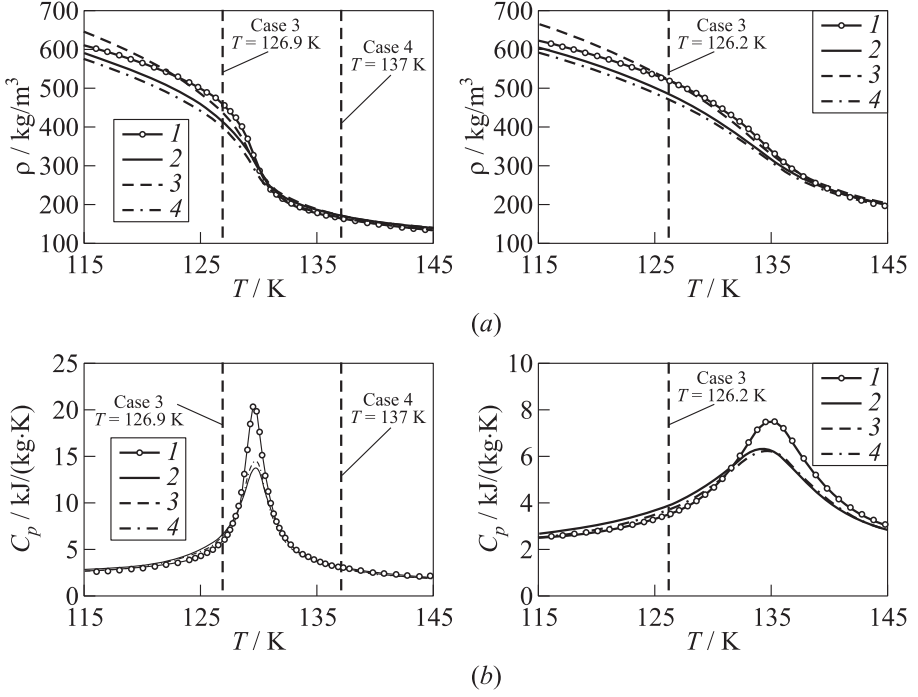 700
600
500
400
300
200
100
ρ / kg/m³
Case 3
T = 126.9 K
Case 4
T = 137 K
1
2
3
4
115
125
135
145
T / K
700
600
500
400
300
200
100
ρ / kg/m³
Case 3
T = 126.2 K
1
2
3
4
115
125
135
145
T / K
(a)
25
20
15
10
5
0
Cp / kJ/(kg·K)
Case 3
T = 126.9 K
Case 4
T = 137 K
1
2
3
4
115
125
135
145
T / K
10
8
6
4
2
0
Cp / kJ/(kg·K)
Case 3
T = 126.2 K
1
2
3
4
115
125
135
145
T / K
(b)